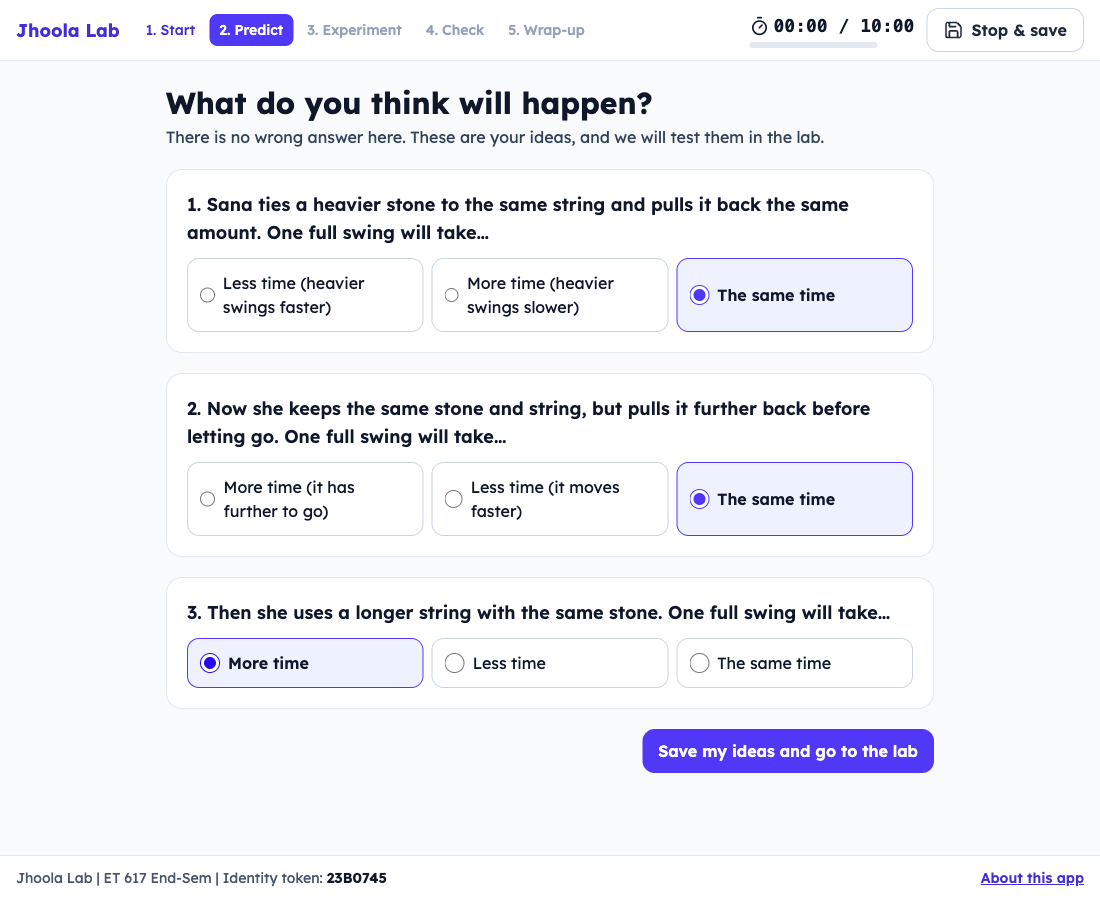 Jhoola Lab
1. Start
2. Predict
3. Experiment
4. Check
5. Wrap-up
00:00 / 10:00
Stop & save
What do you think will happen?
There is no wrong answer here. These are your ideas, and we will test them in the lab.
1. Sana ties a heavier stone to the same string and pulls it back the same
amount. One full swing will take...
Less time (heavier
swings faster)
More time (heavier
swings slower)
The same time
2. Now she keeps the same stone and string, but pulls it further back before
letting go. One full swing will take...
More time (it has
further to go)
Less time (it moves
faster)
The same time
3. Then she uses a longer string with the same stone. One full swing will take...
More time
Less time
The same time
Save my ideas and go to the lab
Jhoola Lab | ET 617 End-Sem | Identity token: 23B0745
About this app